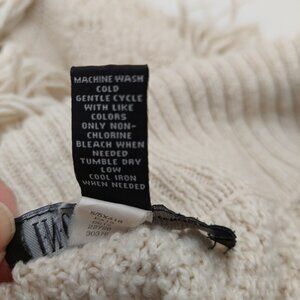 MACHINE WASH
COLD
GENTLE CYCLE
WITH LIKE
COLORS
ONLY NON-
CHLORINE
BLEACH WHEN
NEEDED
TUMBLE DRY
LOW
COOL IRON
WHEN NEEDED